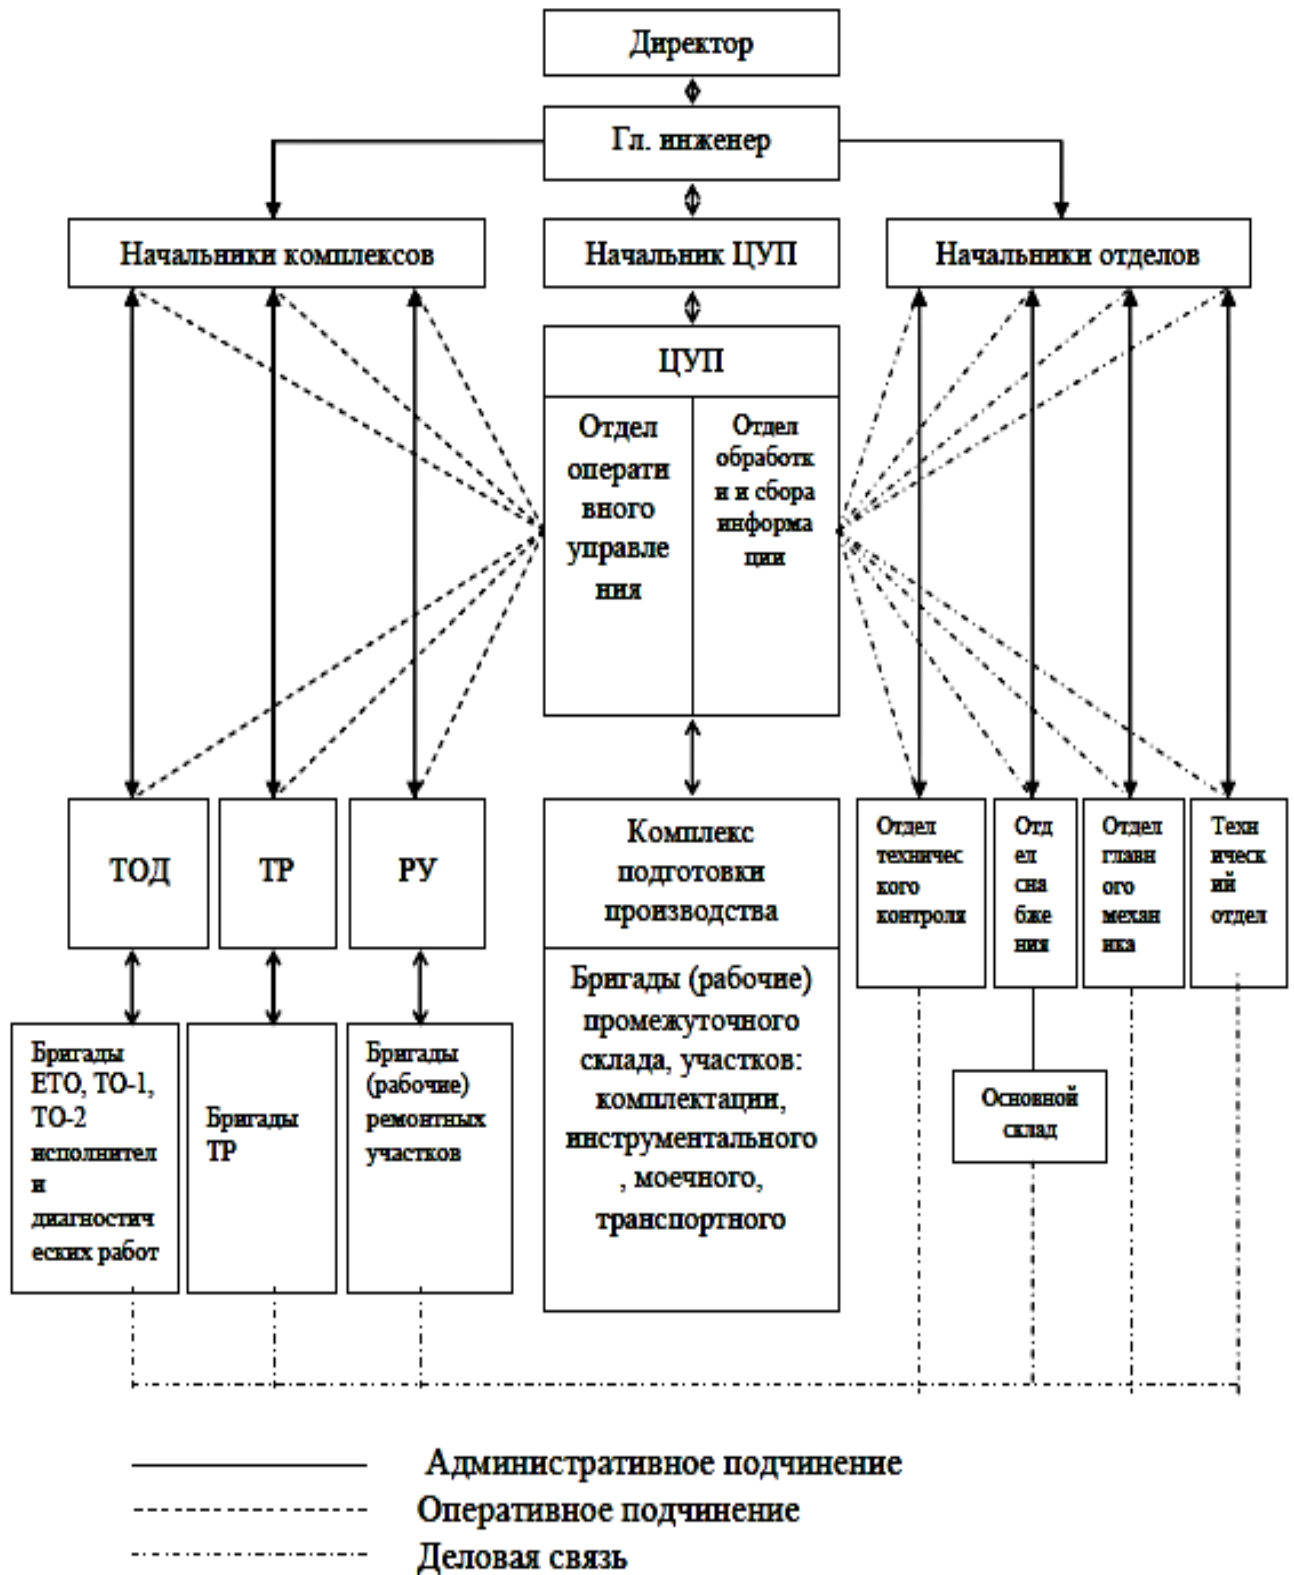 Директор
Гл. инженер
Начальники комплексов
Начальник ЦУП
Начальники отделов
ЦУП
Отдел
операти
вного
управле
ния
Отдел
обработк
и и сбора
информа
ции
ТОД
ТР
РУ
Комплекс
подготовки
производства
Отдел
техничес
кого
контроля
Отд
ел
сна
бже
ния
Отдел
главн
ого
механ
ика
Техн
ическ
ий
отдел
Бригады
ЕТО, ТО-1,
ТО-2
исполнител
и
диагностич
еских работ
Бригады
ТР
Бригады
(рабочие)
ремонтных
участков
Бригады (рабочие)
промежуточного
склада, участков:
комплектации,
инструментального
, моечного,
транспортного
Основной
склад
Административное подчинение
Оперативное подчинение
Деловая связь